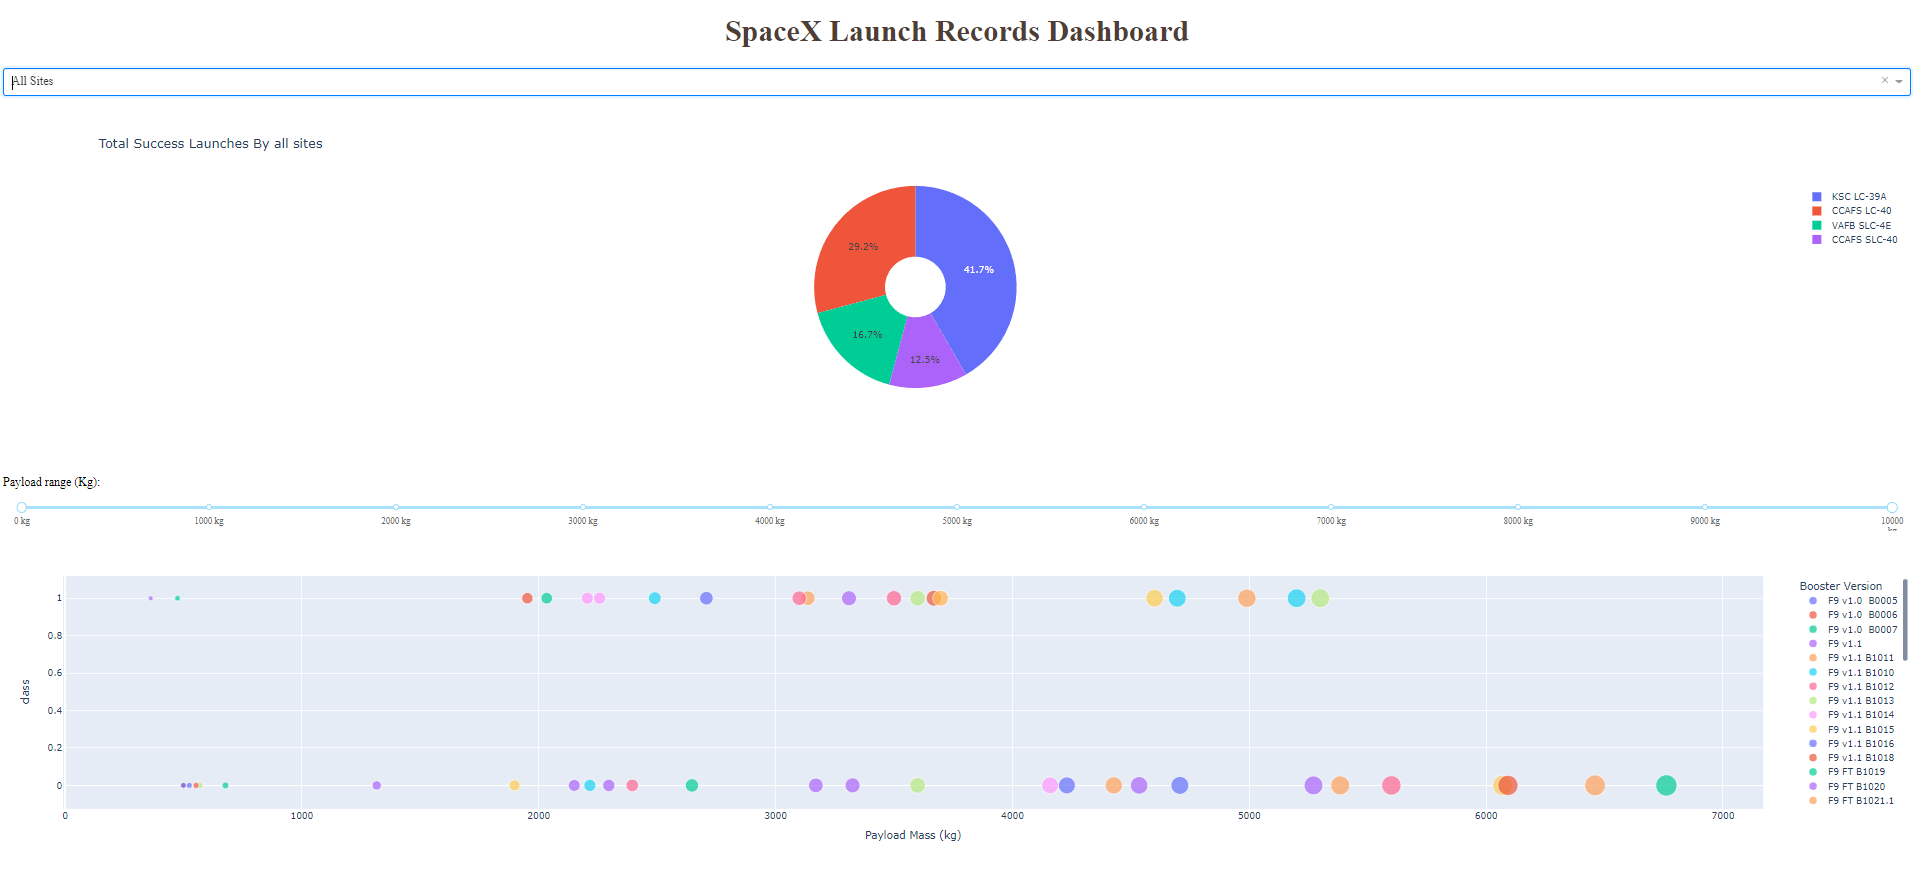 SpaceX Launch Records Dashboard
All Sites
Total Success Launches By all sites
KSC LC-39A
CCAFS LC-40
VAFB SLC-4E
CCAFS SLC-40
29.2%
41.7%
16.7%
12.5%
Payload range (Kg):
0 kg 1000 kg 2000 kg 3000 kg 4000 kg 5000 kg 6000 kg 7000 kg 8000 kg 9000 kg 10000
kg
class
1
0.8
0.6
0.4
0.2
0
0 1000 2000 3000 4000 5000 6000 7000
Payload Mass (kg)
Booster Version
F9 v1.0  B0005
F9 v1.0  B0006
F9 v1.0  B0007
F9 v1.1
F9 v1.1 B1011
F9 v1.1 B1010
F9 v1.1 B1012
F9 v1.1 B1013
F9 v1.1 B1014
F9 v1.1 B1015
F9 v1.1 B1016
F9 v1.1 B1018
F9 FT B1019
F9 FT B1020
F9 FT B1021.1